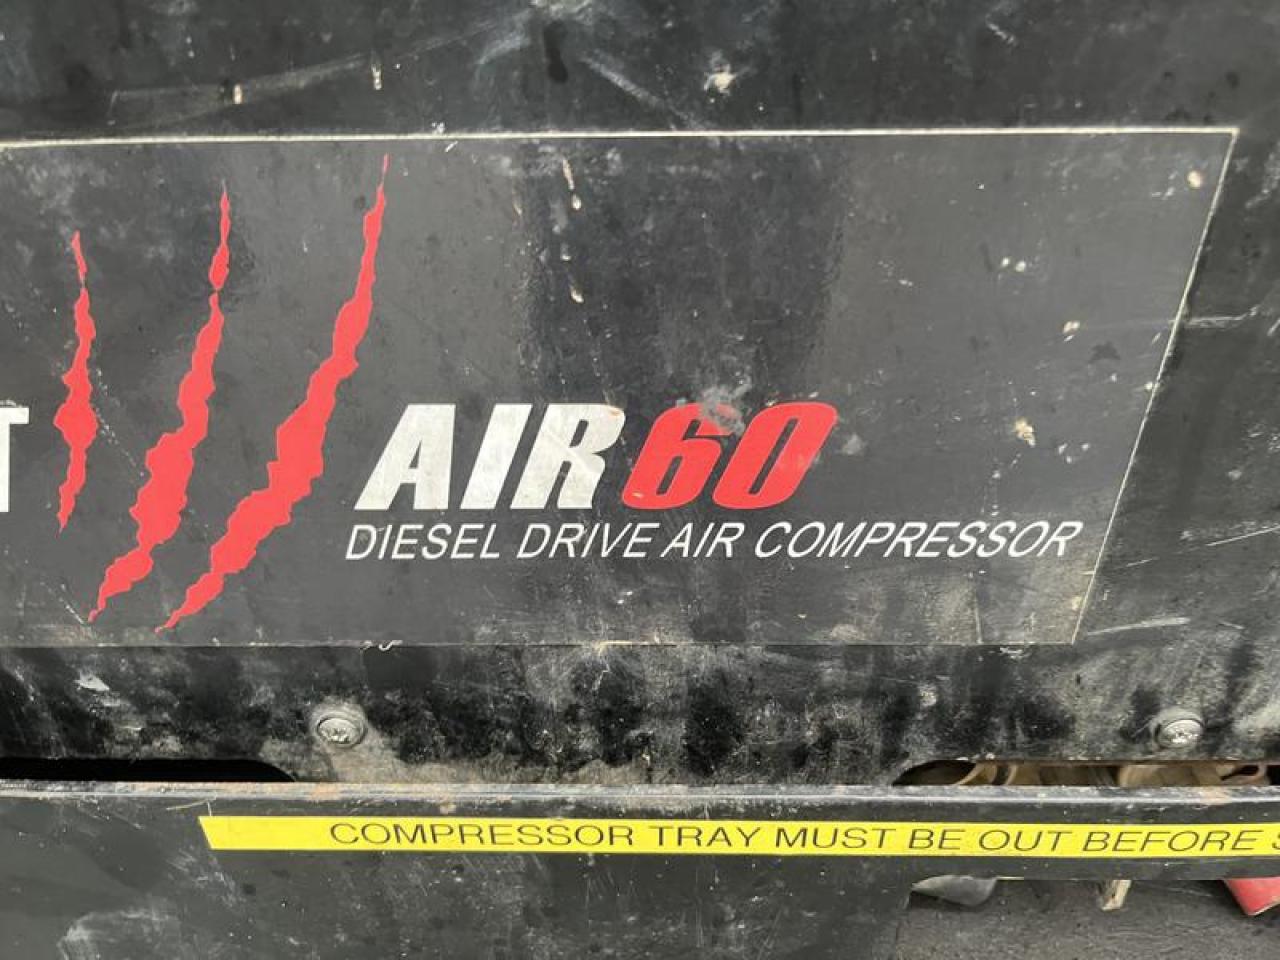 T AIR60
DIESEL DRIVE AIR COMPRESSOR
COMPRESSOR TRAY MUST BE OUT BEFORE S